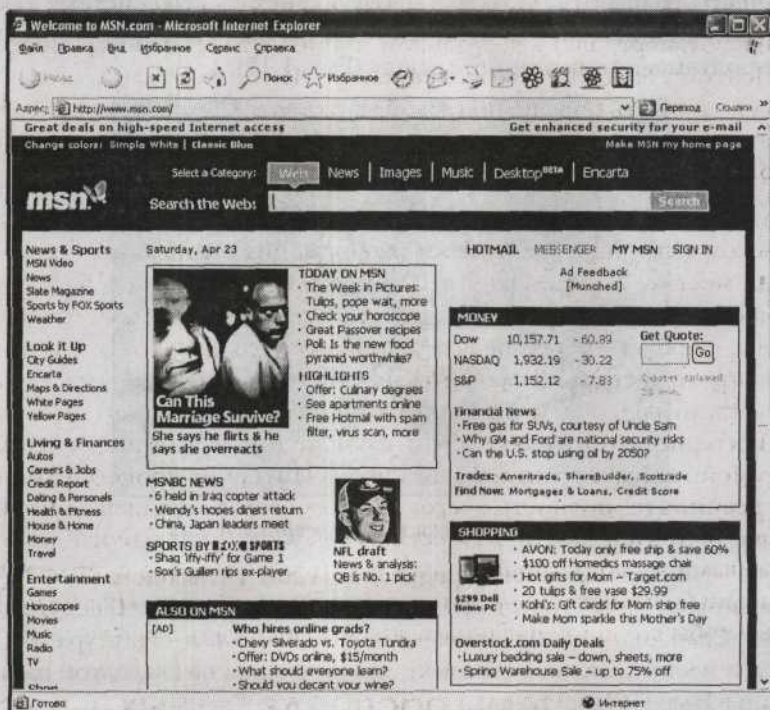 Welcome to MSN.com - Microsoft Internet Explorer
Файл Правка Вид Избранное Сервис Справка
Назад Поиск Избранное
Адрес: http://www.msn.com/ Переход Ссылки »
Great deals on high-speed Internet access Get enhanced security for your e-mail
Change colors: Simple White | Classic Blue Make MSN my home page
Select a Category: Web News | Images | Music | Desktop BETA | Encarta
msn
Search the Web: Search
News & Sports
MSN Video
News
Slate Magazine
Sports by FOX Sports
Weather
Look it Up
City Guides
Encarta
Maps & Directions
White Pages
Yellow Pages
Living & Finances
Autos
Careers & Jobs
Credit Report
Dating & Personals
Health & Fitness
House & Home
Money
Travel
Entertainment
Games
Horoscopes
Movies
Music
Radio
TV
Saturday, Apr 23
Can This
Marriage Survive?
She says he flirts & he
says she overreacts
TODAY ON MSN
· The Week in Pictures:
Tulips, pope wait, more
· Check your horoscope
· Great Passover recipes
· Poll: Is the new food
pyramid worthwhile?
HIGHLIGHTS
· Offer: Culinary degrees
· See apartments online
· Free Hotmail with spam
filter, virus scan, more
MSNBC NEWS
· 6 held in Iraq copter attack
· Wendy's hopes diners return
· China, Japan leaders meet
SPORTS BY FOX SPORTS
· Shaq 'iffy-iffy' for Game 1
· Sox's Guillen rips ex-player
NFL draft
News & analysis:
QB is No. 1 pick
ALSO ON MSN
[AD]
Who hires online grads?
· Chevy Silverado vs. Toyota Tundra
· Offer: DVDs online, $15/month
· What should everyone learn?
· Should you decant your wine?
HOTMAIL MESSENGER MY MSN SIGN IN
Ad Feedback
[Munched]
MONEY
Dow 10,157.71 - 60.89
NASDAQ 1,932.19 - 30.22
S&P 1,152.12 - 7.83
Get Quote:
Go
Financial News
· Free gas for SUVs, courtesy of Uncle Sam
· Why GM and Ford are national security risks
· Can the U.S. stop using oil by 2050?
Trades: Ameritrade, ShareBuilder, Scottrade
Find Now: Mortgages & Loans, Credit Score
SHOPPING
$299 Dell
Home PC
· AVON: Today only free ship & save 60%
· $100 off Homedics massage chair
· Hot gifts for Mom – Target.com
· 20 tulips & free vase $29.99
· Kohl's: Gift cards for Mom ship free
· Make Mom sparkle this Mother's Day
Overstock.com Daily Deals
· Luxury bedding sale – down, sheets, more
· Spring Warehouse Sale – up to 75% off
Готово Интернет